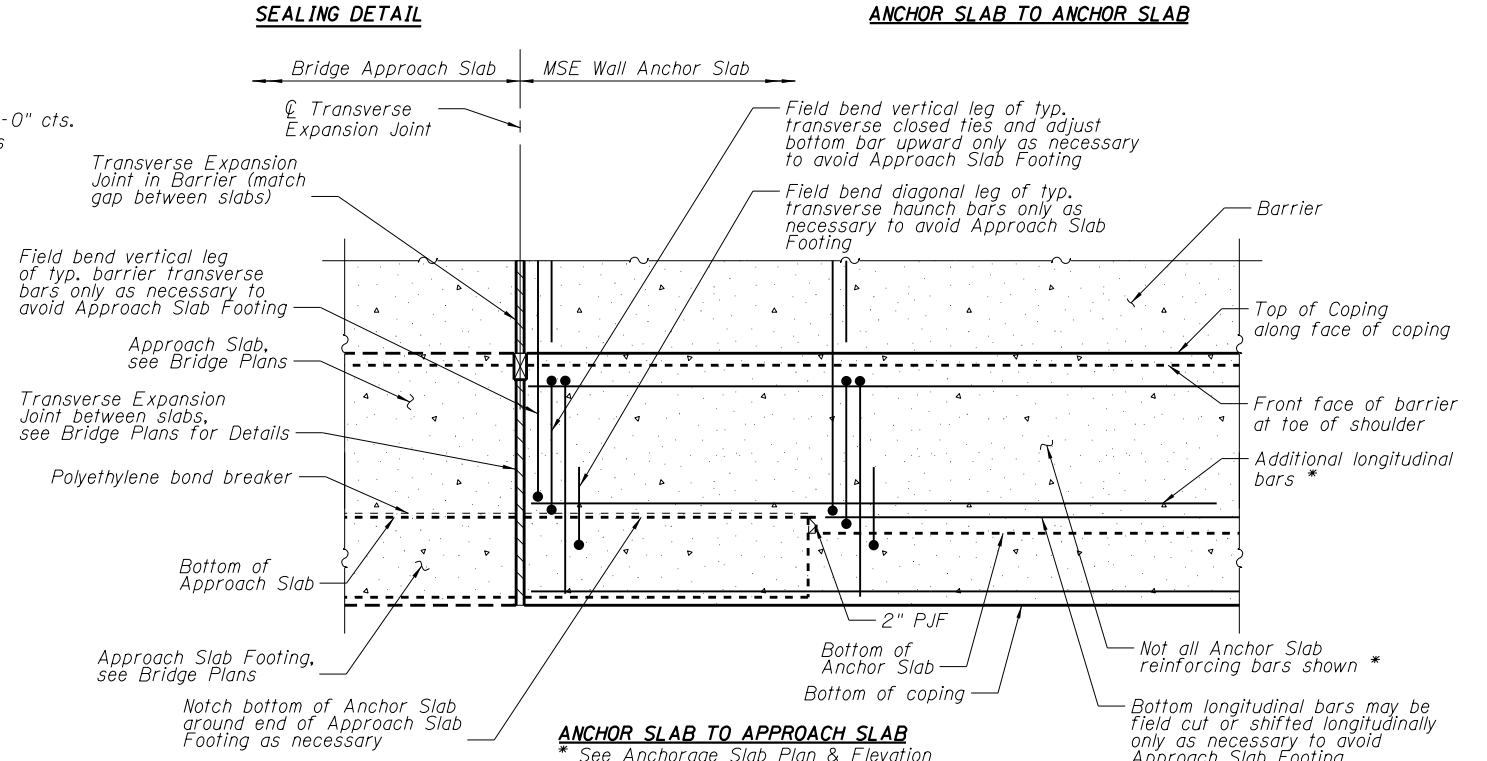 SEALING DETAIL
ANCHOR SLAB TO ANCHOR SLAB
Bridge Approach Slab
MSE Wall Anchor Slab
-0" cts.
℄ Transverse
Expansion Joint
Transverse Expansion
Joint in Barrier (match
gap between slabs)
Field bend vertical leg of typ.
transverse closed ties and adjust
bottom bar upward only as necessary
to avoid Approach Slab Footing
Field bend diagonal leg of typ.
transverse haunch bars only as
necessary to avoid Approach Slab
Footing
Barrier
Field bend vertical leg
of typ. barrier transverse
bars only as necessary to
avoid Approach Slab Footing
Top of Coping
along face of coping
Approach Slab,
see Bridge Plans
Transverse Expansion
Joint between slabs,
see Bridge Plans for Details
Front face of barrier
at toe of shoulder
Polyethylene bond breaker
Additional longitudinal
bars *
Bottom of
Approach Slab
2" PJF
Approach Slab Footing,
see Bridge Plans
Bottom of
Anchor Slab
Bottom of coping
Not all Anchor Slab
reinforcing bars shown *
Notch bottom of Anchor Slab
around end of Approach Slab
Footing as necessary
Bottom longitudinal bars may be
field cut or shifted longitudinally
only as necessary to avoid
Approach Slab Footing
ANCHOR SLAB TO APPROACH SLAB
* See Anchorage Slab Plan & Elevation